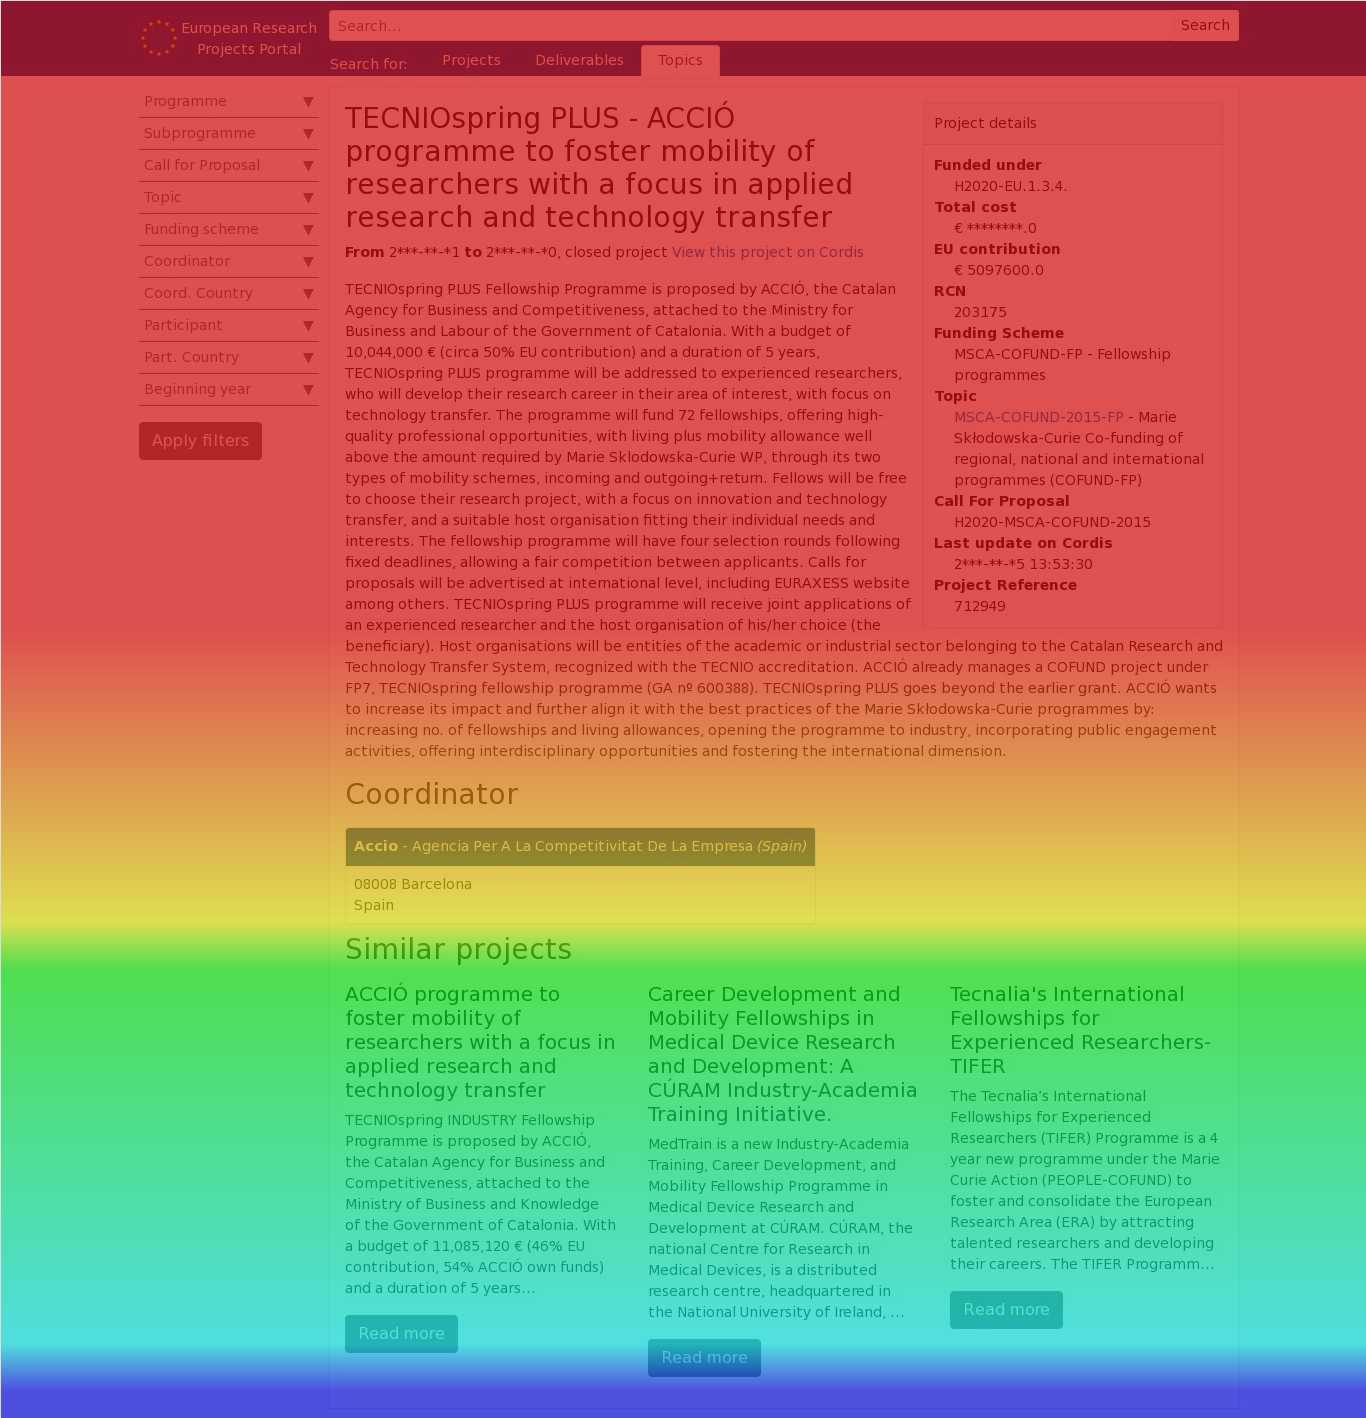 European Research
Projects Portal
Search...
Search
Search for:
Projects
Deliverables
Topics
Programme ▼
Subprogramme ▼
Call for Proposal ▼
Topic ▼
Funding scheme ▼
Coordinator ▼
Coord. Country ▼
Participant ▼
Part. Country ▼
Beginning year ▼
Apply filters
TECNIOspring PLUS - ACCIÓ
programme to foster mobility of
researchers with a focus in applied
research and technology transfer
From 2***-**-*1 to 2***-**-*0, closed project View this project on Cordis
Project details
Funded under
H2020-EU.1.3.4.
Total cost
€ ********.0
EU contribution
€ 5097600.0
RCN
203175
Funding Scheme
MSCA-COFUND-FP - Fellowship
programmes
Topic
MSCA-COFUND-2015-FP - Marie
Skłodowska-Curie Co-funding of
regional, national and international
programmes (COFUND-FP)
Call For Proposal
H2020-MSCA-COFUND-2015
Last update on Cordis
2***-**-*5 13:53:30
Project Reference
712949
TECNIOspring PLUS Fellowship Programme is proposed by ACCIÓ, the Catalan
Agency for Business and Competitiveness, attached to the Ministry for
Business and Labour of the Government of Catalonia. With a budget of
10,044,000 € (circa 50% EU contribution) and a duration of 5 years,
TECNIOspring PLUS programme will be addressed to experienced researchers,
who will develop their research career in their area of interest, with focus on
technology transfer. The programme will fund 72 fellowships, offering high-
quality professional opportunities, with living plus mobility allowance well
above the amount required by Marie Sklodowska-Curie WP, through its two
types of mobility schemes, incoming and outgoing+return. Fellows will be free
to choose their research project, with a focus on innovation and technology
transfer, and a suitable host organisation fitting their individual needs and
interests. The fellowship programme will have four selection rounds following
fixed deadlines, allowing a fair competition between applicants. Calls for
proposals will be advertised at international level, including EURAXESS website
among others. TECNIOspring PLUS programme will receive joint applications of
an experienced researcher and the host organisation of his/her choice (the
beneficiary). Host organisations will be entities of the academic or industrial sector belonging to the Catalan Research and
Technology Transfer System, recognized with the TECNIO accreditation. ACCIÓ already manages a COFUND project under
FP7, TECNIOspring fellowship programme (GA nº 600388). TECNIOspring PLUS goes beyond the earlier grant. ACCIÓ wants
to increase its impact and further align it with the best practices of the Marie Skłodowska-Curie programmes by:
increasing no. of fellowships and living allowances, opening the programme to industry, incorporating public engagement
activities, offering interdisciplinary opportunities and fostering the international dimension.
Coordinator
Accio - Agencia Per A La Competitivitat De La Empresa (Spain)
08008 Barcelona
Spain
Similar projects
ACCIÓ programme to
foster mobility of
researchers with a focus in
applied research and
technology transfer
TECNIOspring INDUSTRY Fellowship
Programme is proposed by ACCIÓ,
the Catalan Agency for Business and
Competitiveness, attached to the
Ministry of Business and Knowledge
of the Government of Catalonia. With
a budget of 11,085,120 € (46% EU
contribution, 54% ACCIÓ own funds)
and a duration of 5 years...
Read more
Career Development and
Mobility Fellowships in
Medical Device Research
and Development: A
CÚRAM Industry-Academia
Training Initiative.
MedTrain is a new Industry-Academia
Training, Career Development, and
Mobility Fellowship Programme in
Medical Device Research and
Development at CÚRAM. CÚRAM, the
national Centre for Research in
Medical Devices, is a distributed
research centre, headquartered in
the National University of Ireland, ...
Read more
Tecnalia's International
Fellowships for
Experienced Researchers-
TIFER
The Tecnalia’s International
Fellowships for Experienced
Researchers (TIFER) Programme is a 4
year new programme under the Marie
Curie Action (PEOPLE-COFUND) to
foster and consolidate the European
Research Area (ERA) by attracting
talented researchers and developing
their careers. The TIFER Programm...
Read more